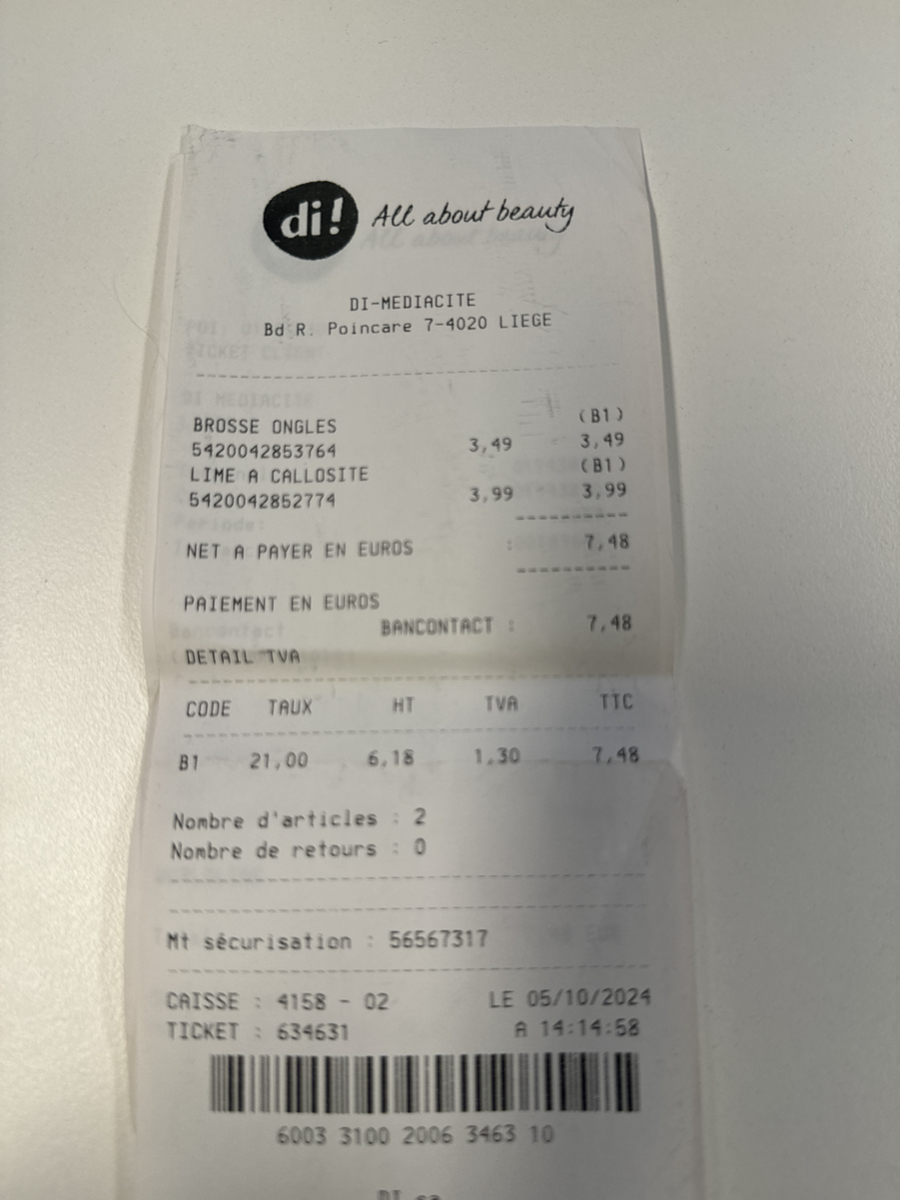 di! All about beauty
DI-MEDIACITE
Bd R. Poincare 7-4020 LIEGE
(B1)
BROSSE ONGLES
5420042853764 3,49 3,49
LIME A CALLOSITE (B1)
5420042852774 3,99 3,99
NET A PAYER EN EUROS : 7,48
PAIEMENT EN EUROS
BANCONTACT : 7,48
DETAIL TVA
CODE TAUX HT TVA TTC
B1 21,00 6,18 1,30 7,48
Nombre d'articles : 2
Nombre de retours : 0
Mt sécurisation : 56567317
CAISSE : 4158 - 02 LE 05/10/2024
TICKET : 634631 A 14:14:58
6003 3100 2006 3463 10